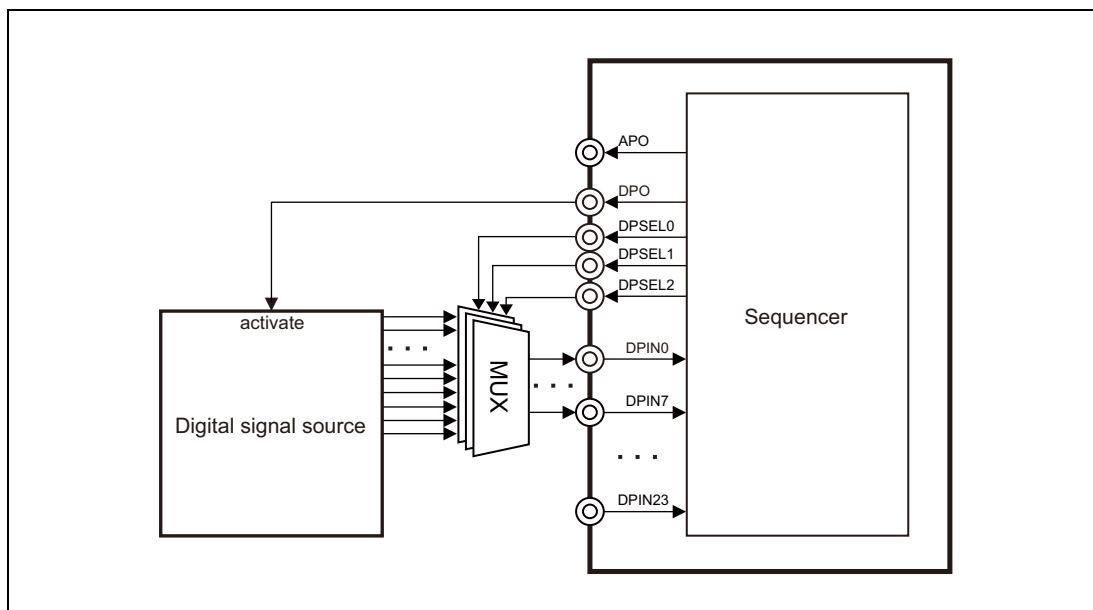 APO
DPO
DPSEL0
DPSEL1
DPSEL2
activate
Sequencer
DPIN0
MUX
DPIN7
Digital signal source
DPIN23